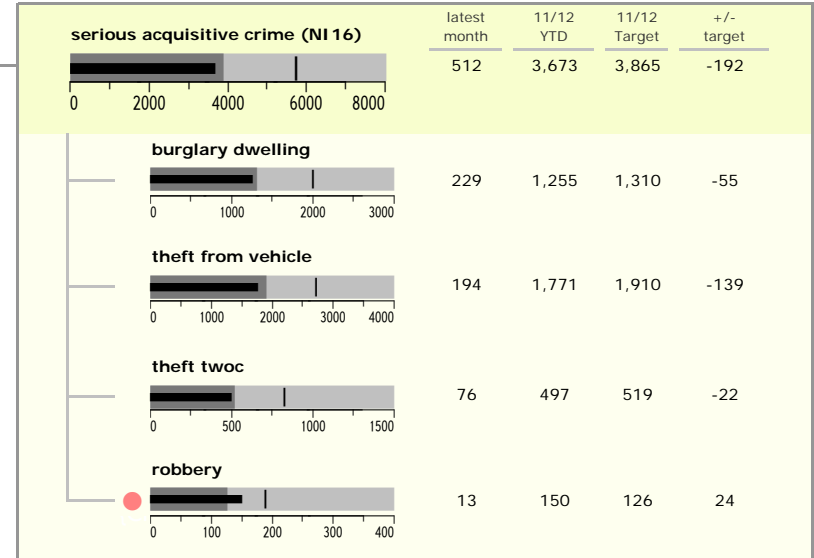 latest 11/12 11/12 +/-
serious acquisitive crime (NI 16) month YTD Target target
512 3,673 3,865 -192
0 2000 4000 6000 8000
burglary dwelling
229 1,255 1,310 -55
0 1000 2000 3000
theft from vehicle
194 1,771 1,910 -139
0 1000 2000 3000 4000
theft twoc
76 497 519 -22
0 500 1000 1500
robbery
13 150 126 24
0 100 200 300 400